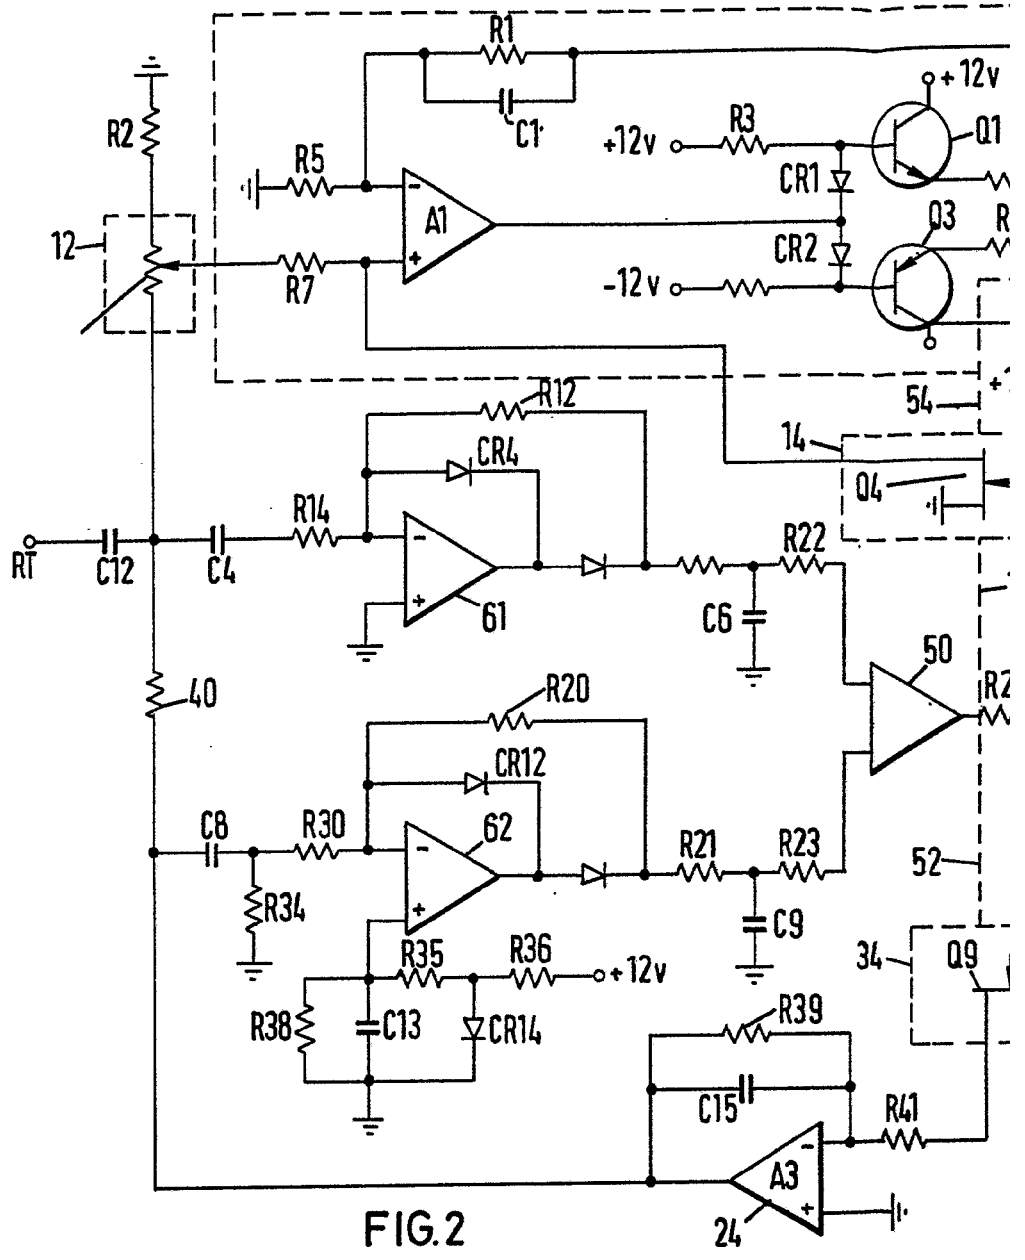 R1
C1
+12v
R2
R3
Q1
R5
+12v
CR1
A1
-
+
Q3
R
12
R7
CR2
-12v
54
+
R12
14
CR4
Q4
R14
-
RT
C12
C4
R22
+
61
C6
50
40
R20
R2
CR12
C8
R30
62
-
R21
R23
52
R34
+
C9
R35
R36
+12v
34
Q9
R38
C13
CR14
R39
C15
R41
-
A3
+
24
FIG.2